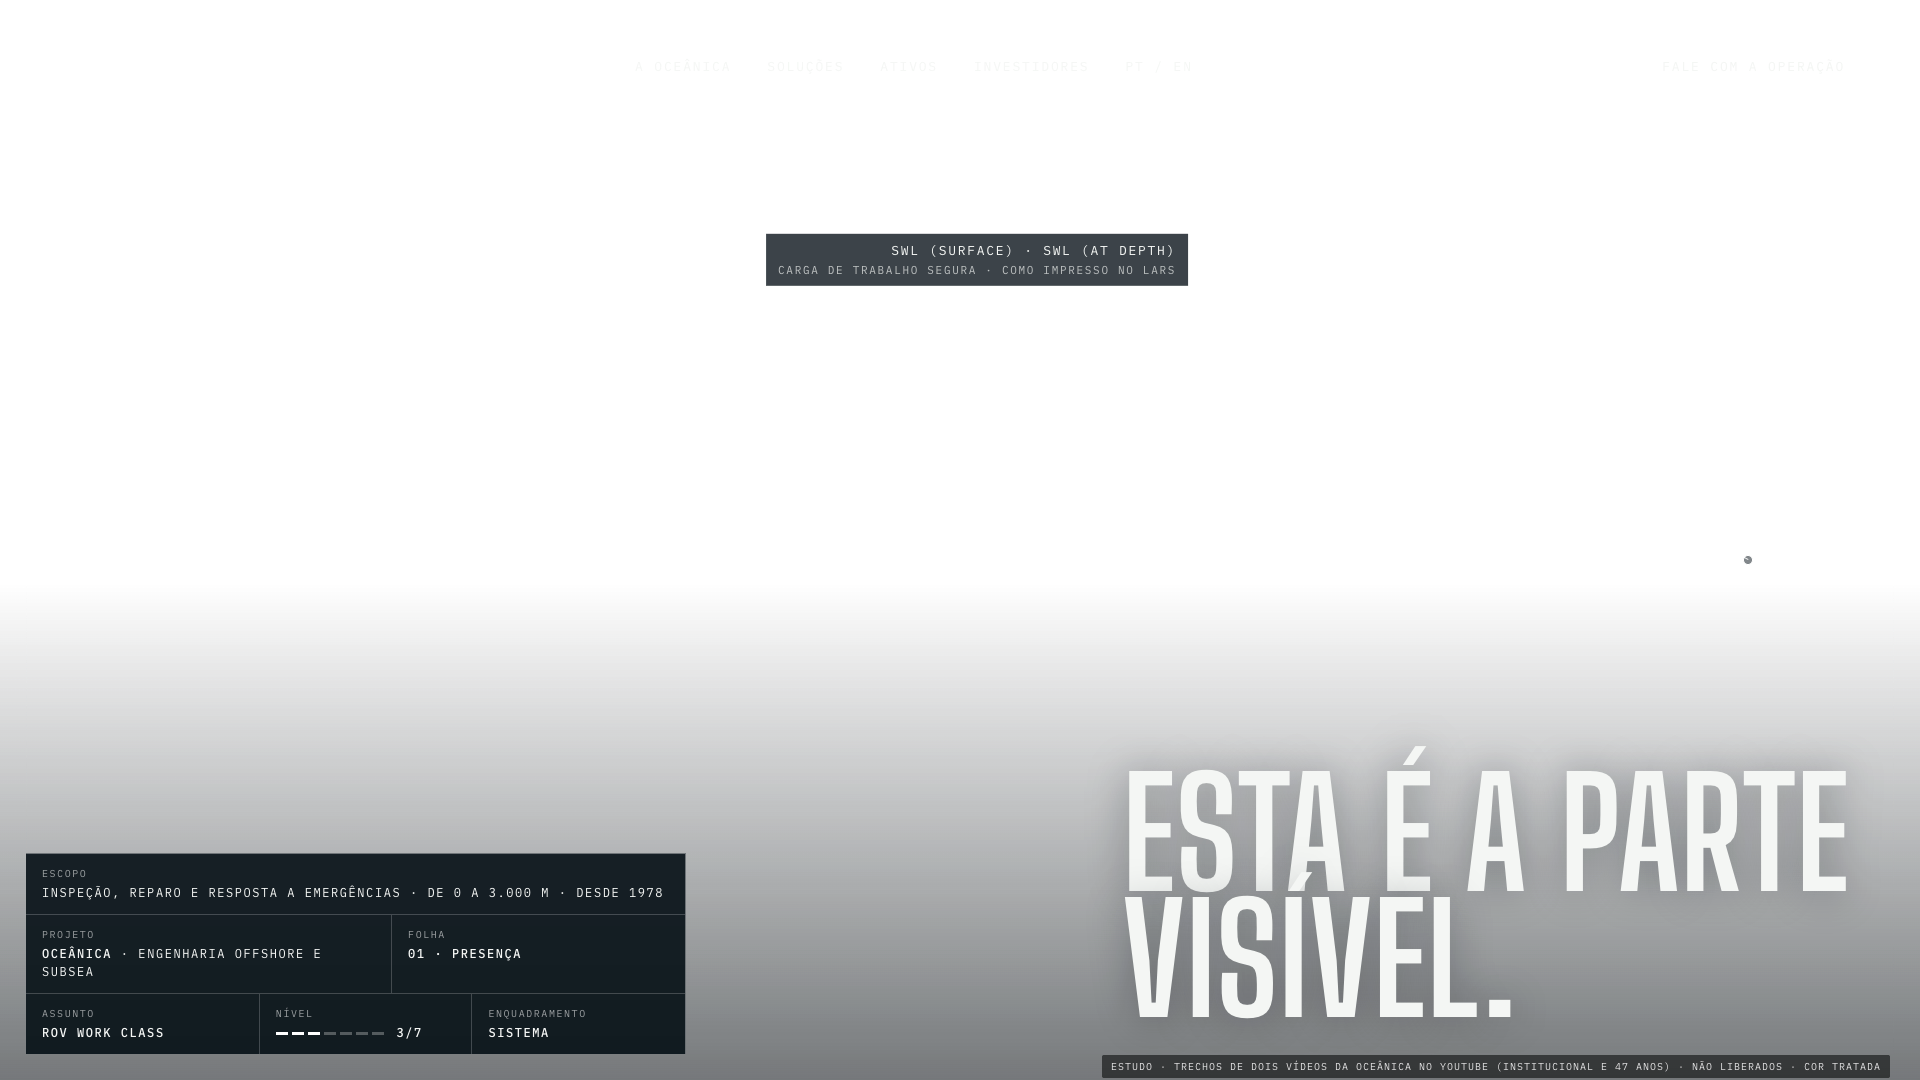 A OCEÂNICA SOLUÇÕES ATIVOS INVESTIDORES PT / EN FALE COM A OPERAÇÃO
SWL (SURFACE) · SWL (AT DEPTH)
CARGA DE TRABALHO SEGURA · COMO IMPRESSO NO LARS
ESTA É A PARTE
VISÍVEL.
ESCOPO
INSPEÇÃO, REPARO E RESPOSTA A EMERGÊNCIAS · DE 0 A 3.000 M · DESDE 1978
PROJETO
OCEÂNICA · ENGENHARIA OFFSHORE E
SUBSEA
FOLHA
01 · PRESENÇA
ASSUNTO
ROV WORK CLASS
NÍVEL
3/7
ENQUADRAMENTO
SISTEMA
ESTUDO · TRECHOS DE DOIS VÍDEOS DA OCEÂNICA NO YOUTUBE (INSTITUCIONAL E 47 ANOS) · NÃO LIBERADOS · COR TRATADA